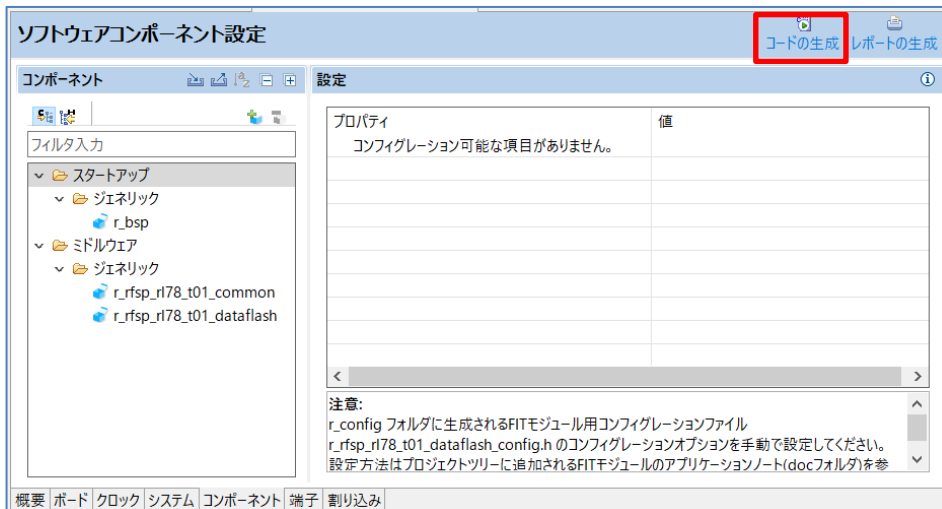 ソフトウェアコンポーネント設定
コードの生成 レポートの生成
コンポーネント
設定
フィルタ入力
スタートアップ
ジェネリック
r_bsp
ミドルウェア
ジェネリック
r_rfsp_rl78_t01_common
r_rfsp_rl78_t01_dataflash
プロパティ 値
コンフィグレーション可能な項目がありません。
注意:
r_config フォルダに生成されるFITモジュール用コンフィグレーションファイル
r_rfsp_rl78_t01_dataflash_config.h のコンフィグレーションオプションを手動で設定してください。
設定方法はプロジェクトツリーに追加されるFITモジュールのアプリケーションノート(docフォルダ)を参
概要 ボード クロック システム コンポーネント 端子 割り込み